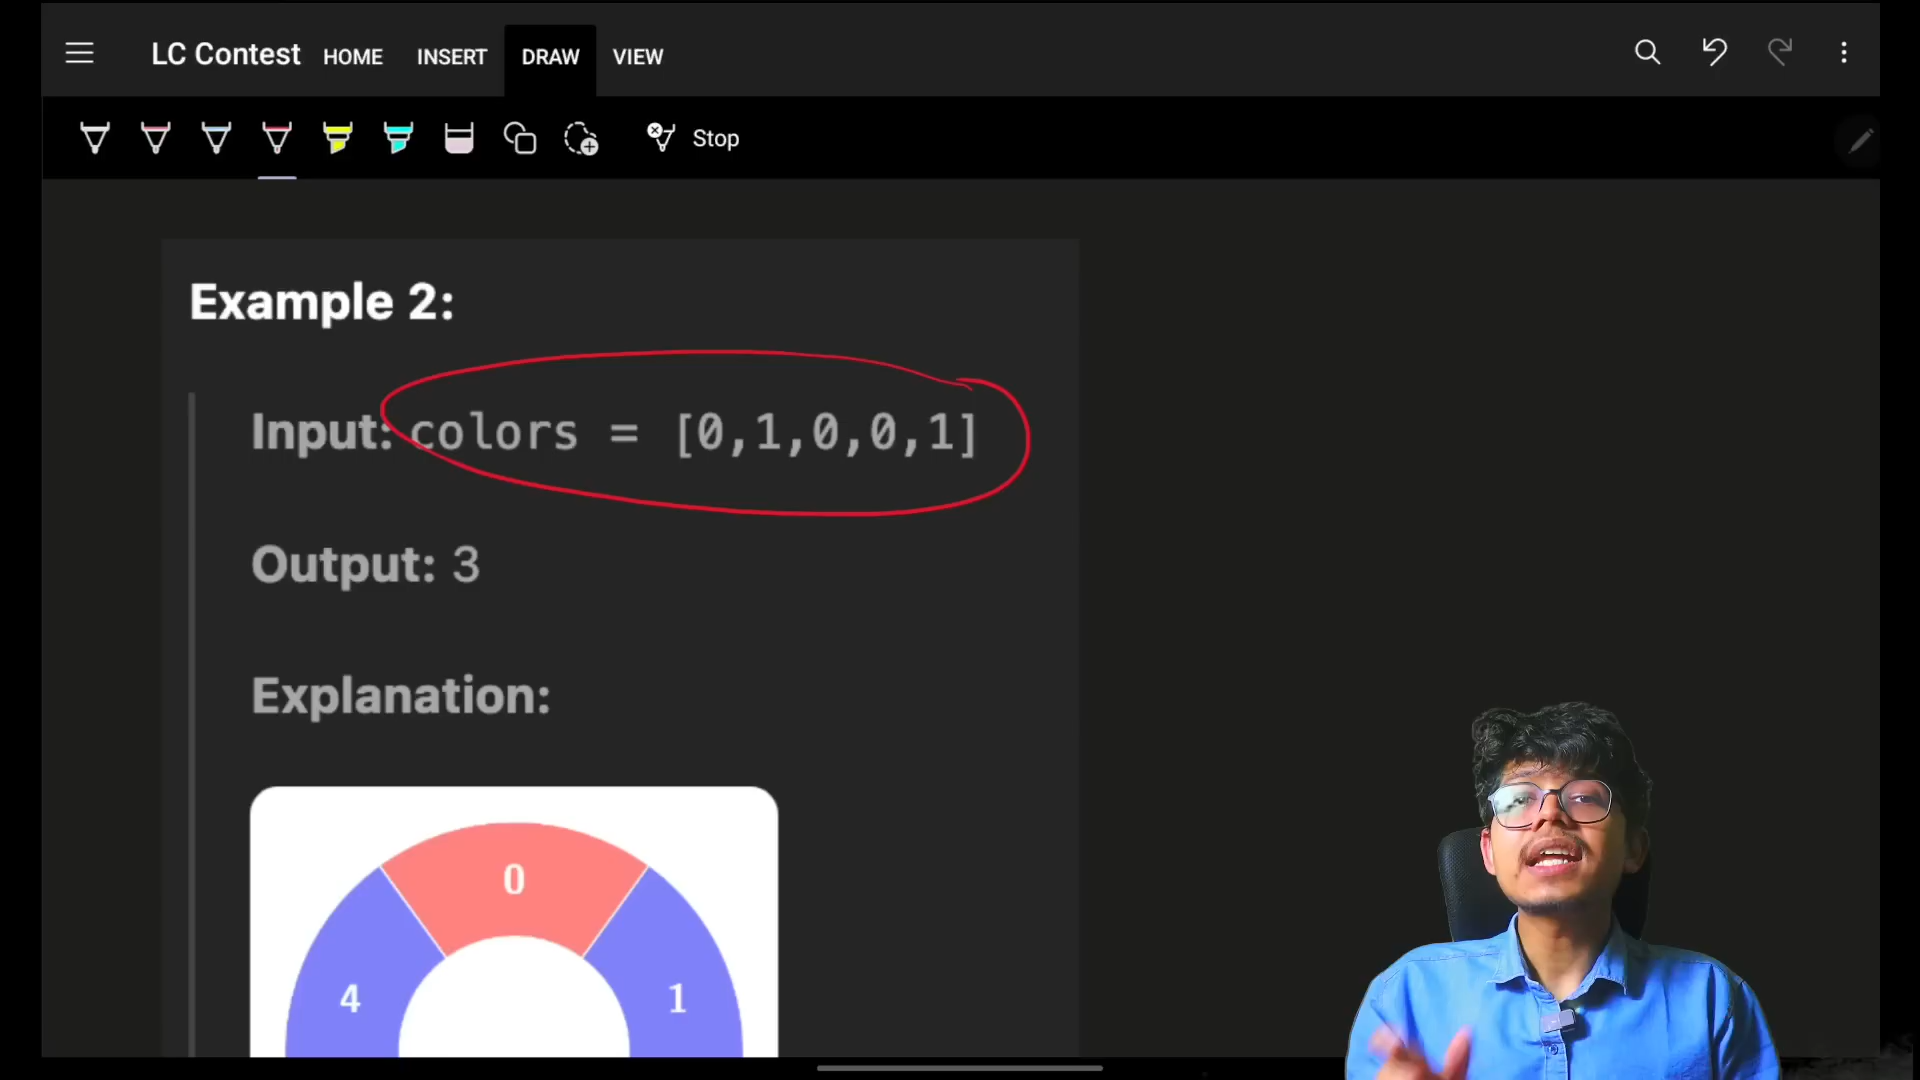 LC Contest HOME INSERT DRAW VIEW
Stop
Example 2:
Input: colors = [0,1,0,0,1]
Output: 3
Explanation:
0
4 1